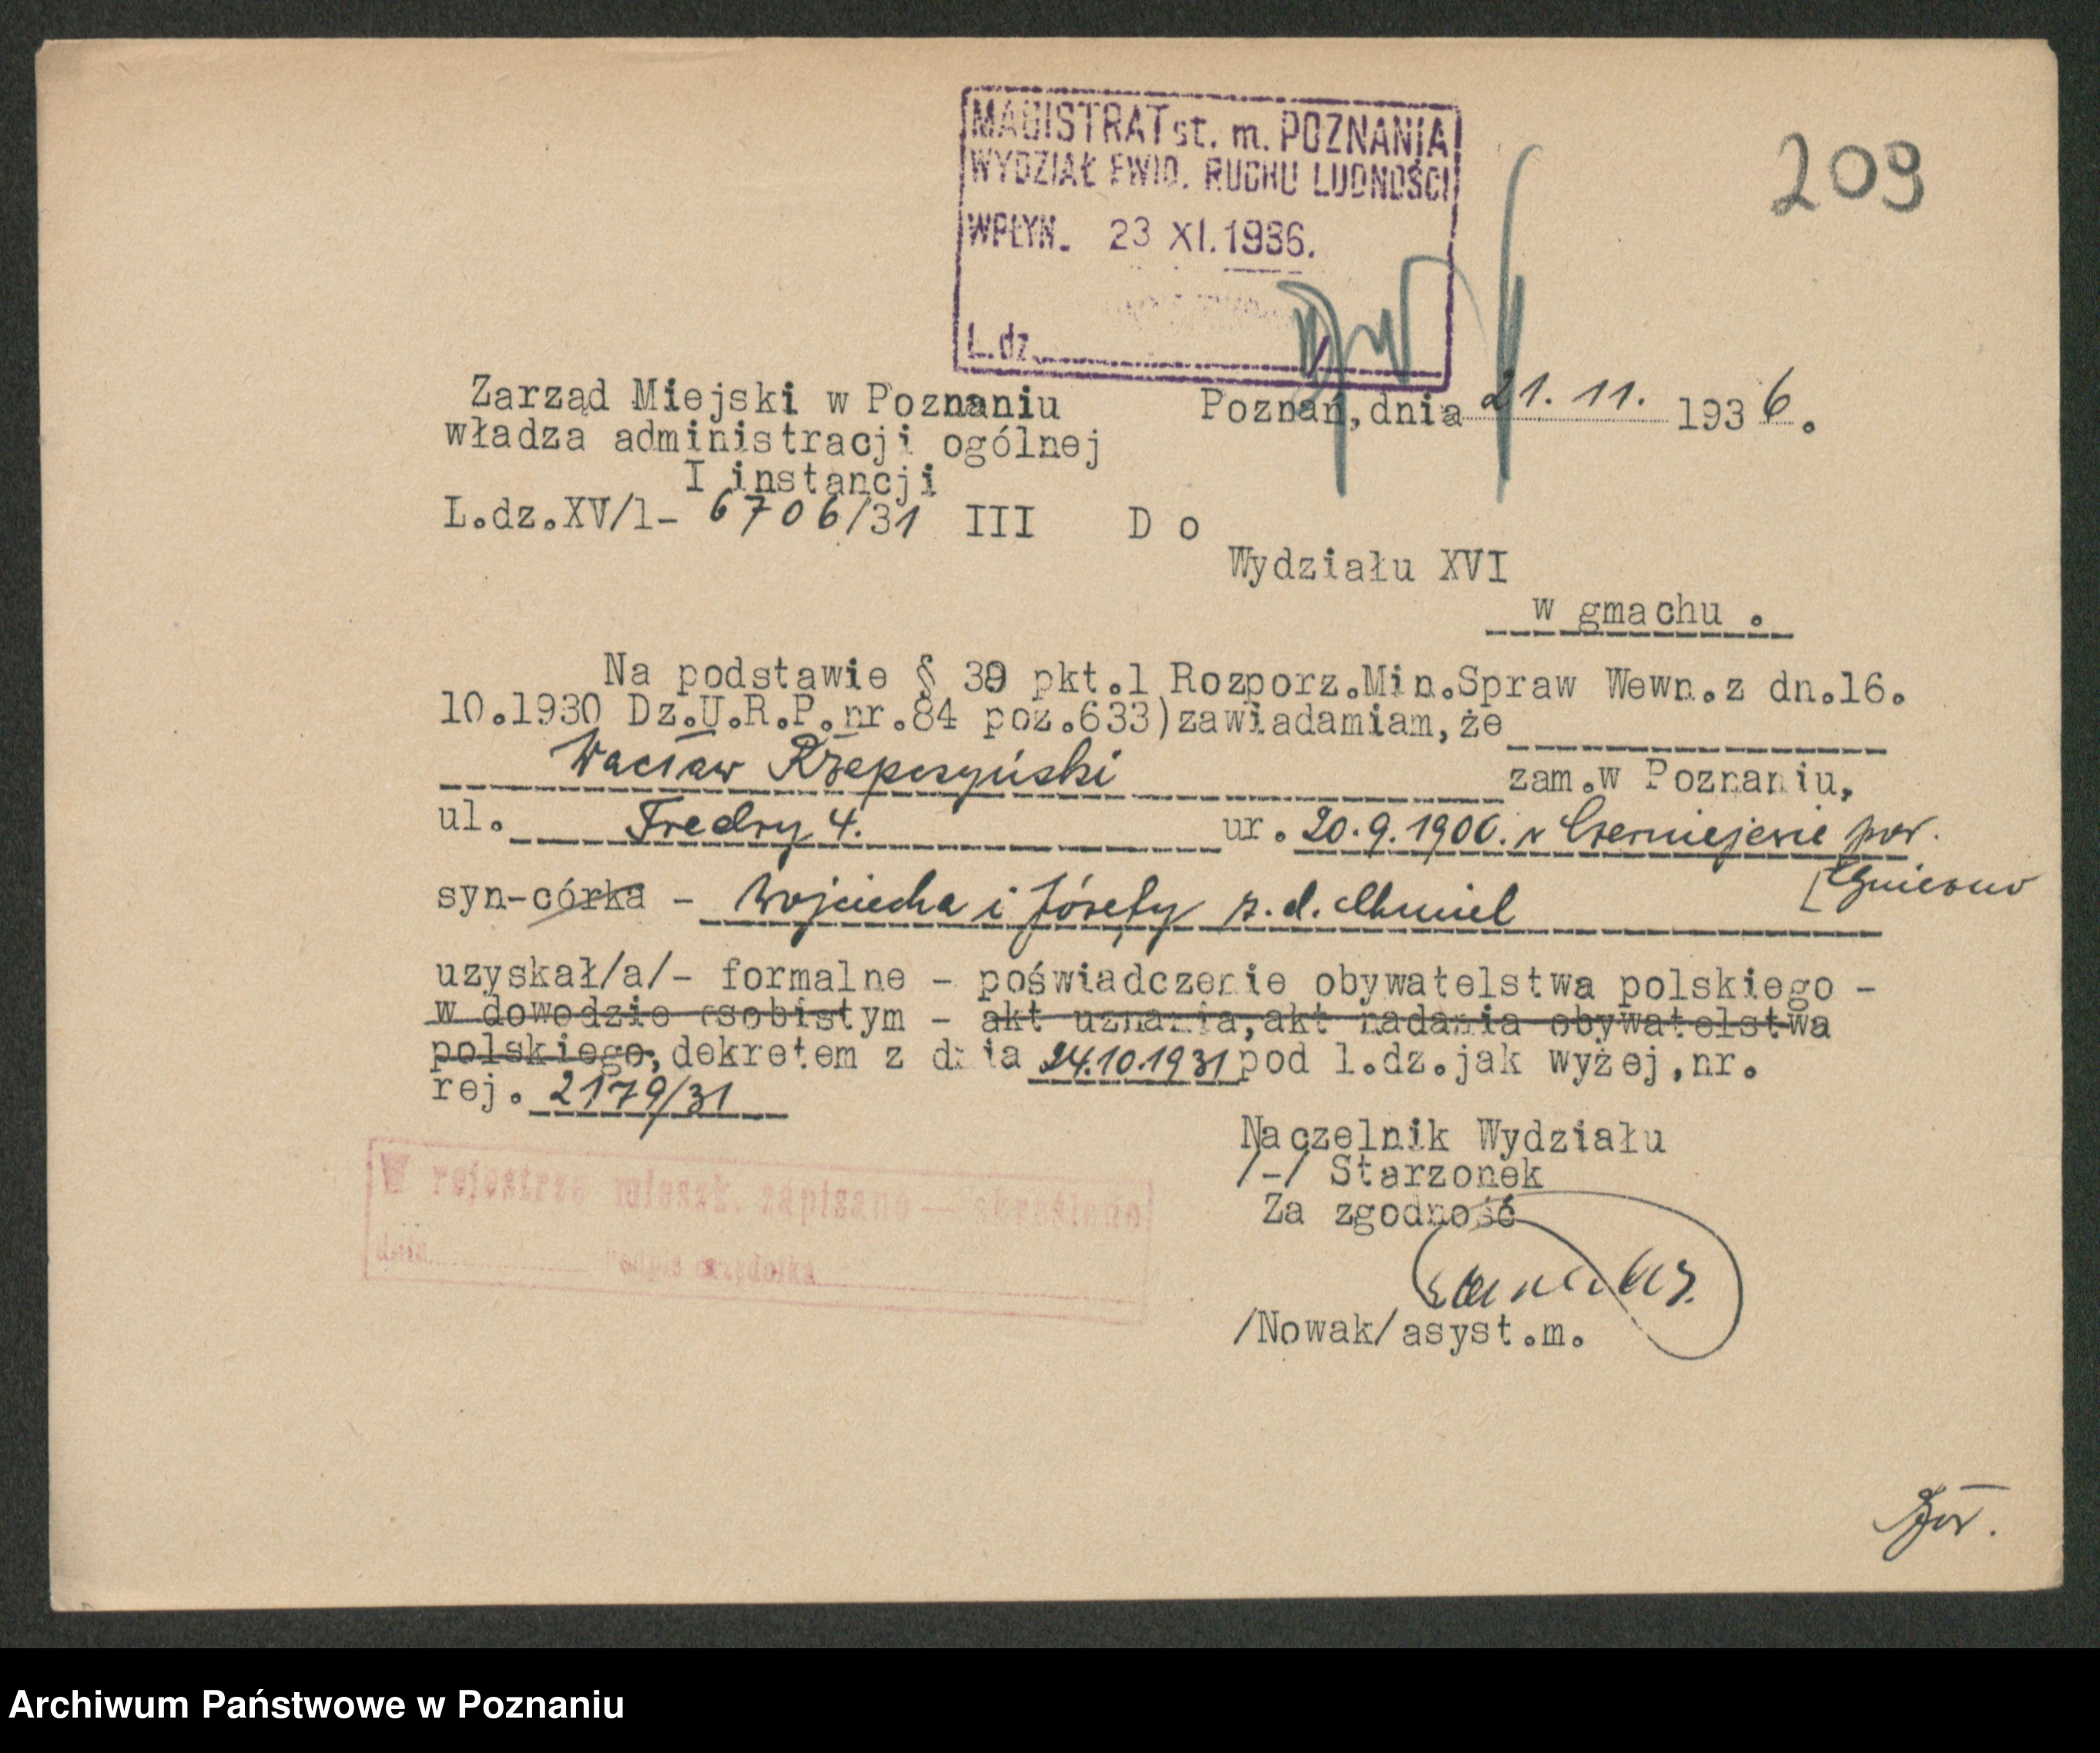 MAGISTRAT st. m. POZNANIA
WYDZIAŁ EWID. RUCHU LUDNOŚCI
WPŁYN. 23 XI. 1936.
L. dz.
209
Zarząd Miejski w Poznaniu
władza administracji ogólnej
I instancji
Poznań, dnia 21. 11. 1936.
L.dz.XV/1- 6706/31 III
D o
Wydziału XVI
w gmachu .
Na podstawie § 39 pkt.1 Rozporz.Min.Spraw Wewn.z dn.16.
10.1930 Dz.U.R.P.nr.84 poz.633) zawiadamiam, że
Wacław Rzepczyński zam.w Poznaniu,
ul. Fredry 4. ur. 20.9.1900. w Czerniejewie pow.
Gniezno
syn-córka - Wojciecha i Józefy z. d. Chmiel
uzyskał/a/- formalne - poświadczenie obywatelstwa polskiego -
w dowodzie osobistym - akt uznania, akt nadania obywatelstwa
polskiego, dekretem z dnia 24.10.1931 pod l.dz.jak wyżej, nr.
rej. 2179/31
W rejestrze mieszk. zapisano — skreślono
dnia Podpis urzędnika
Naczelnik Wydziału
/-/ Starzonek
Za zgodność
/Nowak/ asyst.m.
Archiwum Państwowe w Poznaniu